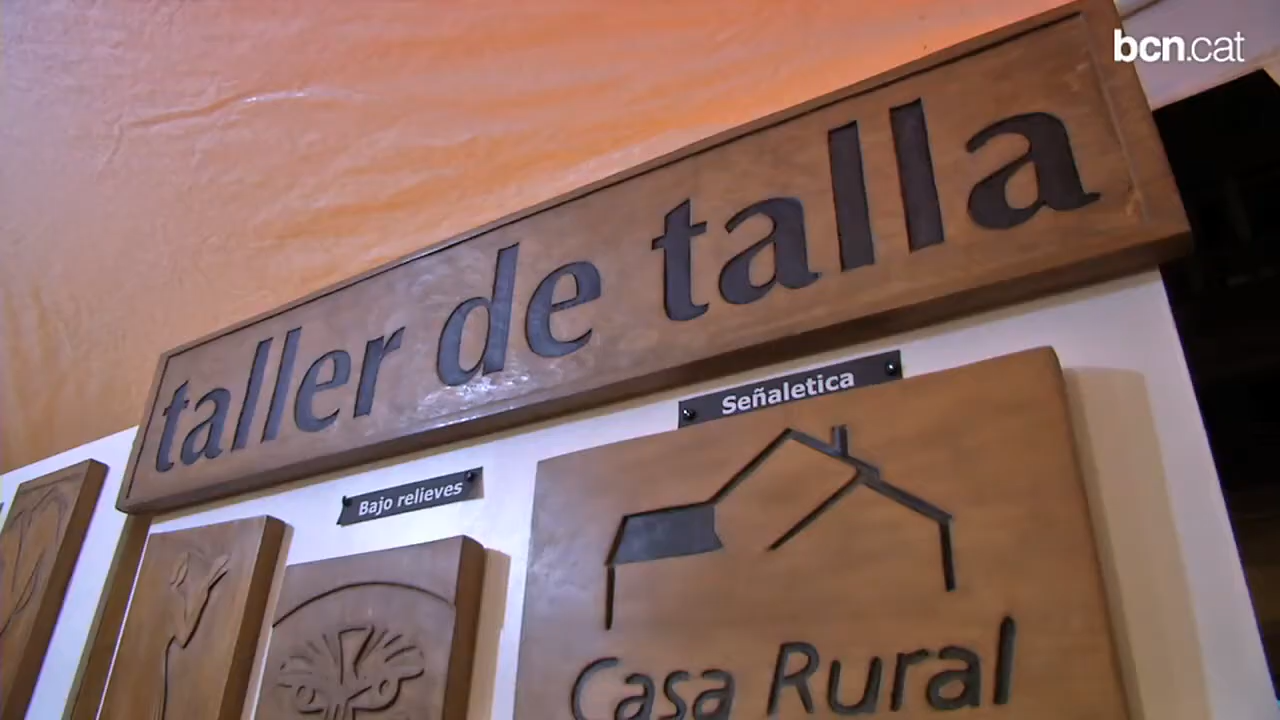 bcn.cat
taller de talla
Señaletica
Bajo relieves
Casa Rural